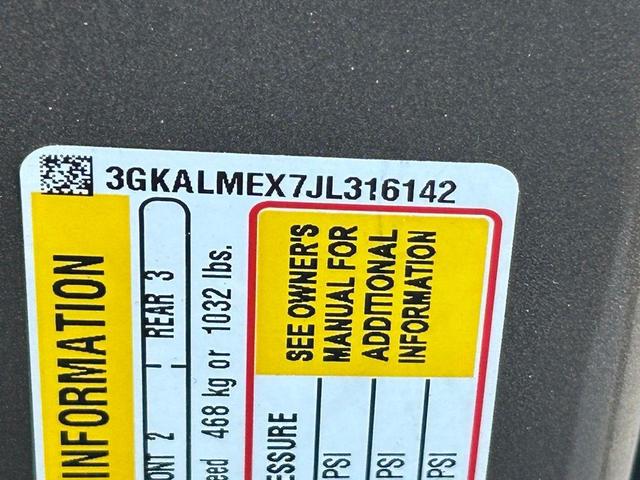 3GKALMEX7JL316142
INFORMATION
ONT 2 | REAR 3
eed 468 kg or 1032 lbs.
SEE OWNER'S
MANUAL FOR
ADDITIONAL
INFORMATION
ESSURE
PSI
PSI
PSI